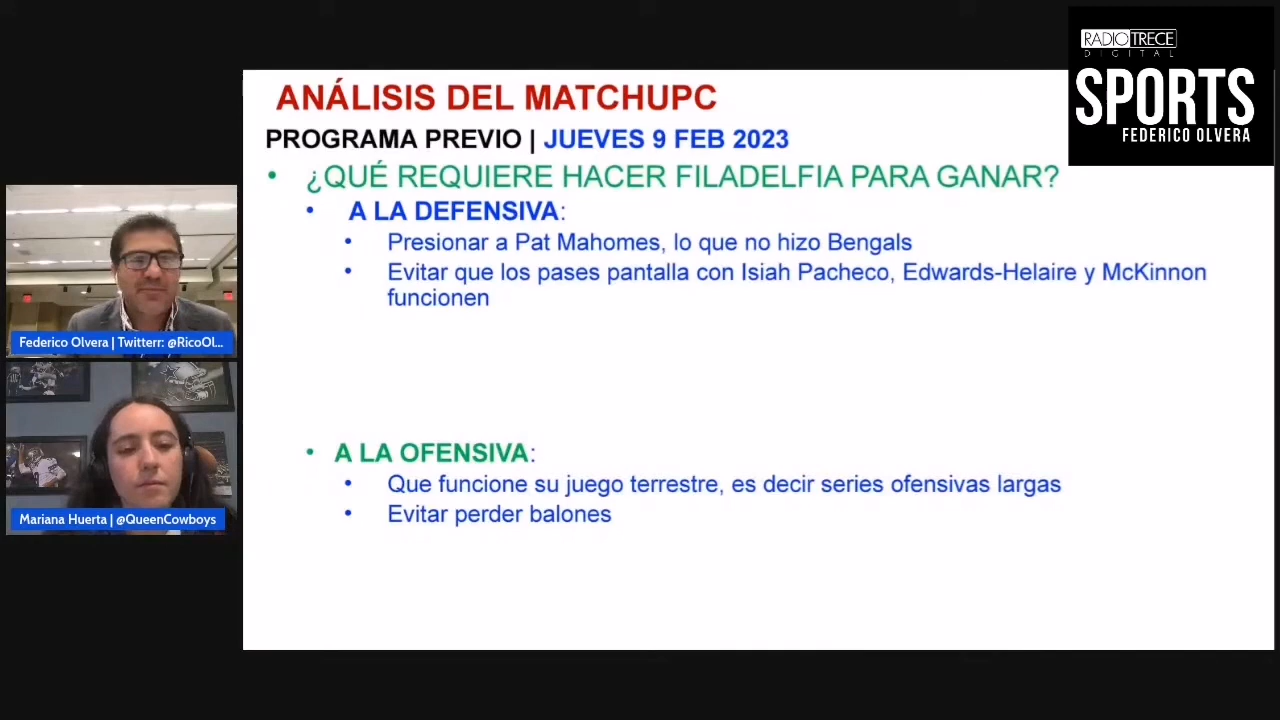 RADIO TRECE
DIGITAL
SPORTS
FEDERICO OLVERA
ANÁLISIS DEL MATCHUPC
PROGRAMA PREVIO | JUEVES 9 FEB 2023
• ¿QUÉ REQUIERE HACER FILADELFIA PARA GANAR?
• A LA DEFENSIVA:
• Presionar a Pat Mahomes, lo que no hizo Bengals
• Evitar que los pases pantalla con Isiah Pacheco, Edwards-Helaire y McKinnon
funcionen
• A LA OFENSIVA:
• Que funcione su juego terrestre, es decir series ofensivas largas
• Evitar perder balones
Federico Olvera | Twitterr: @RicoOl...
Mariana Huerta | @QueenCowboys